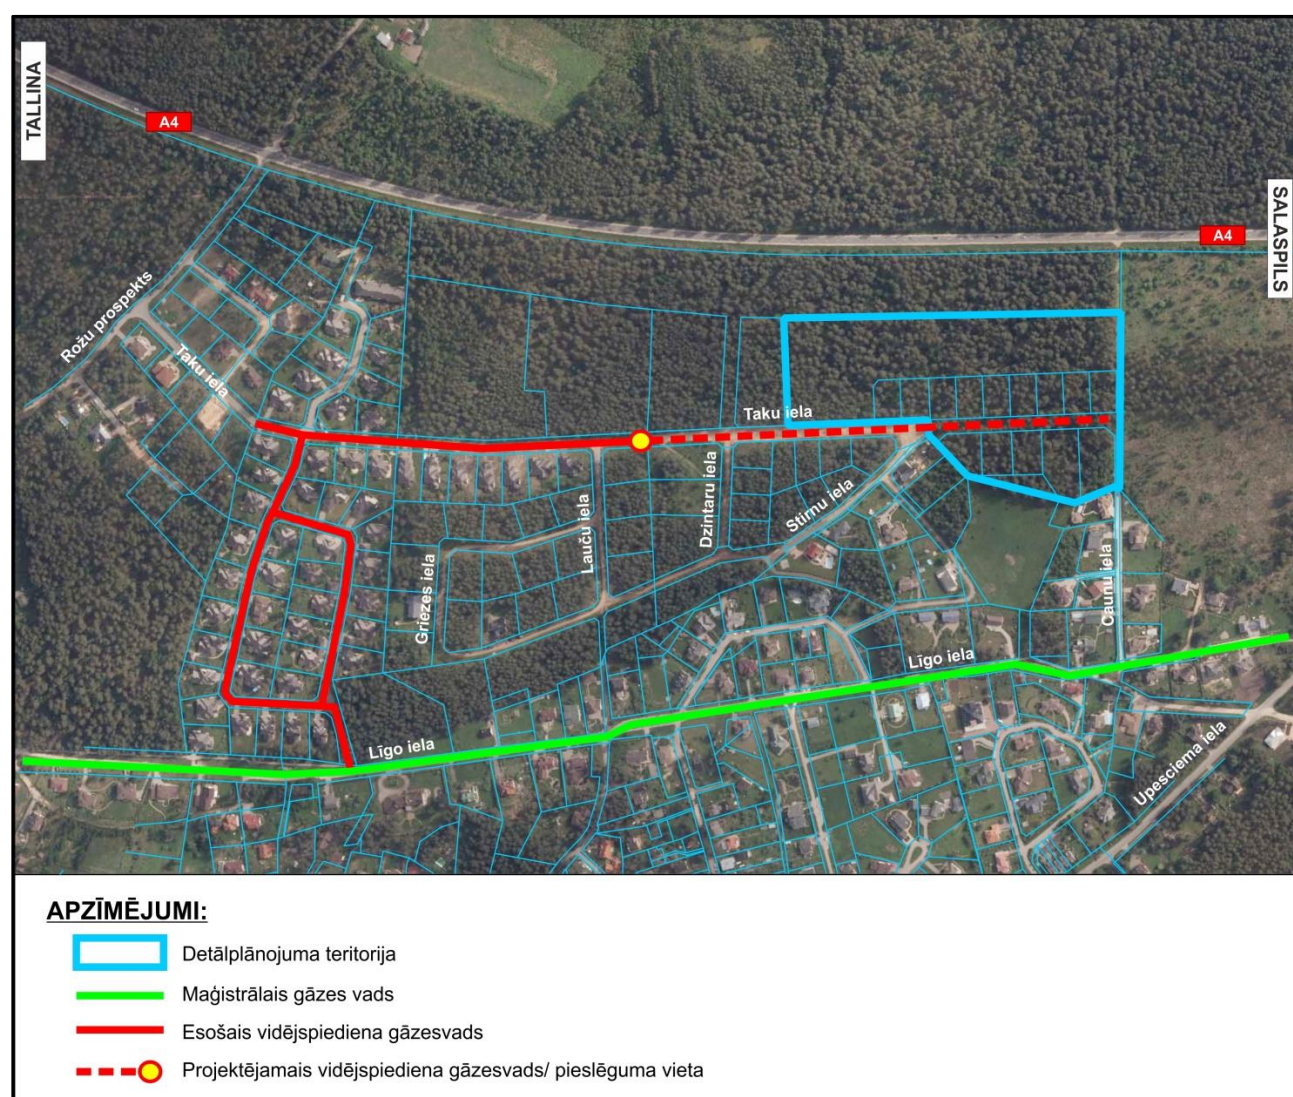 TALLINA
A4
A4
SALASPILS
Rožu prospekts
Taku iela
Taku iela
Griezes iela
Lauču iela
Dzintaru iela
Stirnu iela
Caunu iela
Līgo iela
Līgo iela
Upesciema iela
APZĪMĒJUMI:
Detālplānojuma teritorija
Maģistrālais gāzes vads
Esošais vidējspiediena gāzesvads
Projektējamais vidējspiediena gāzesvads/ pieslēguma vieta